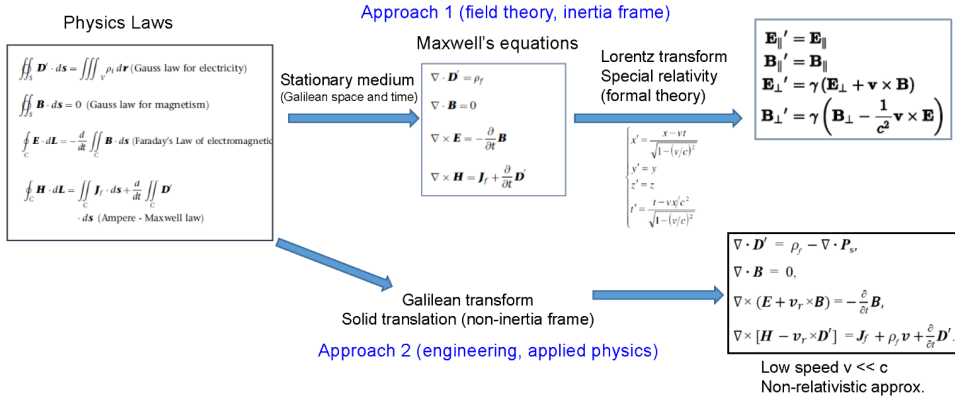 Approach 1 (field theory, inertia frame)
Physics Laws
∯_S D′ · ds = ∭_V ρ_f dr (Gauss law for electricity)
∯_S B · ds = 0 (Gauss law for magnetism)
∮_C E · dL = −d/dt ∬_C B · ds (Faraday's Law of electromagnetic
∮_C H · dL = ∬_C J_f · ds + d/dt ∬_C D′
· ds (Ampere - Maxwell law)
Stationary medium
(Galilean space and time)
Maxwell's equations
∇ · D′ = ρ_f
∇ · B = 0
∇ × E = −∂/∂t B
∇ × H = J_f + ∂/∂t D′
Lorentz transform
Special relativity
(formal theory)
x′ = (x − vt)/√(1−(v/c)²)
y′ = y
z′ = z
t′ = (t − vx/c²)/√(1−(v/c)²)
E_∥′ = E_∥
B_∥′ = B_∥
E_⊥′ = γ(E_⊥ + v × B)
B_⊥′ = γ(B_⊥ − 1/c² v × E)
Galilean transform
Solid translation (non-inertia frame)
Approach 2 (engineering, applied physics)
∇ · D′ = ρ_f − ∇ · P_s,
∇ · B = 0,
∇ × (E + v_r × B) = −∂/∂t B,
∇ × [H − v_r × D′] = J_f + ρ_f v + ∂/∂t D′.
Low speed v << c
Non-relativistic approx.